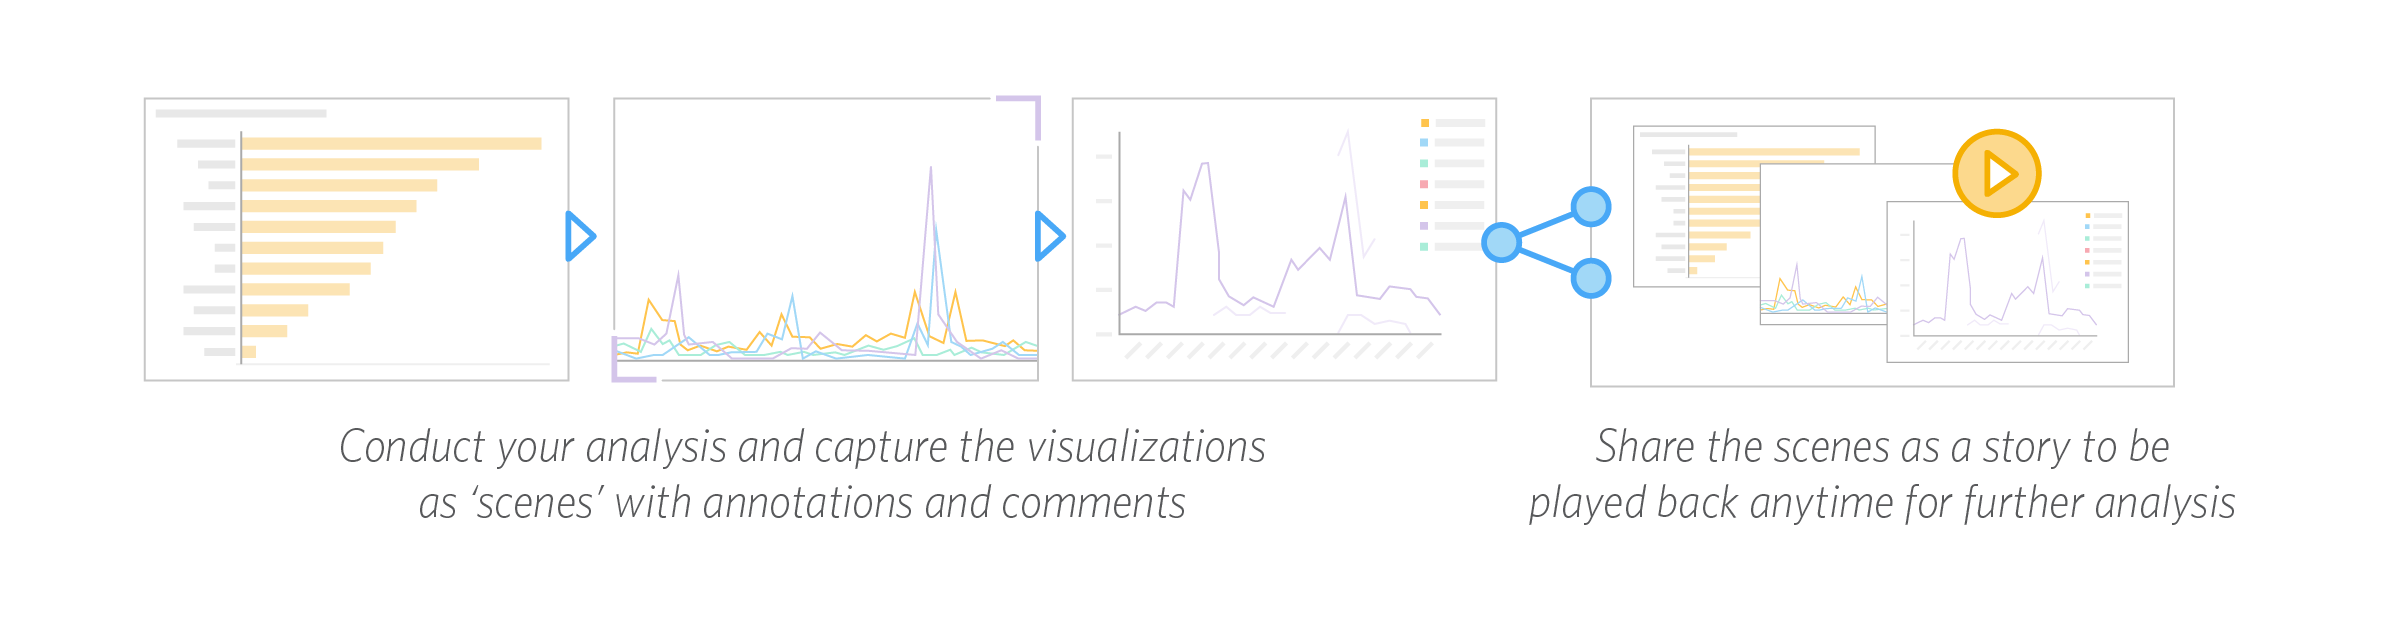 Conduct your analysis and capture the visualizations
as ‘scenes’ with annotations and comments
Share the scenes as a story to be
played back anytime for further analysis